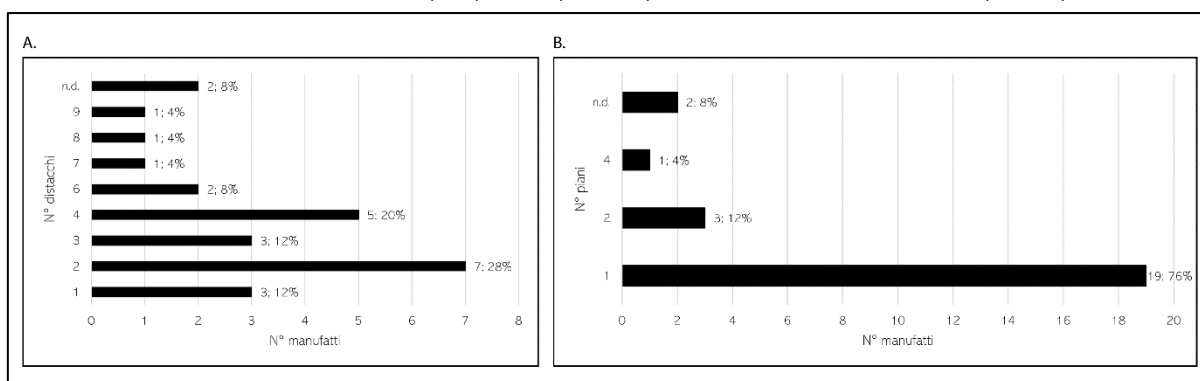 A.
N° distacchi
n.d.
2; 8%
9
1; 4%
8
1; 4%
7
1; 4%
6
2; 8%
4
5; 20%
3
3; 12%
2
7; 28%
1
3; 12%
0 1 2 3 4 5 6 7 8
N° manufatti
B.
N° piani
n.d.
2; 8%
4
1; 4%
2
3; 12%
1
19; 76%
0 2 4 6 8 10 12 14 16 18 20
N° manufatti